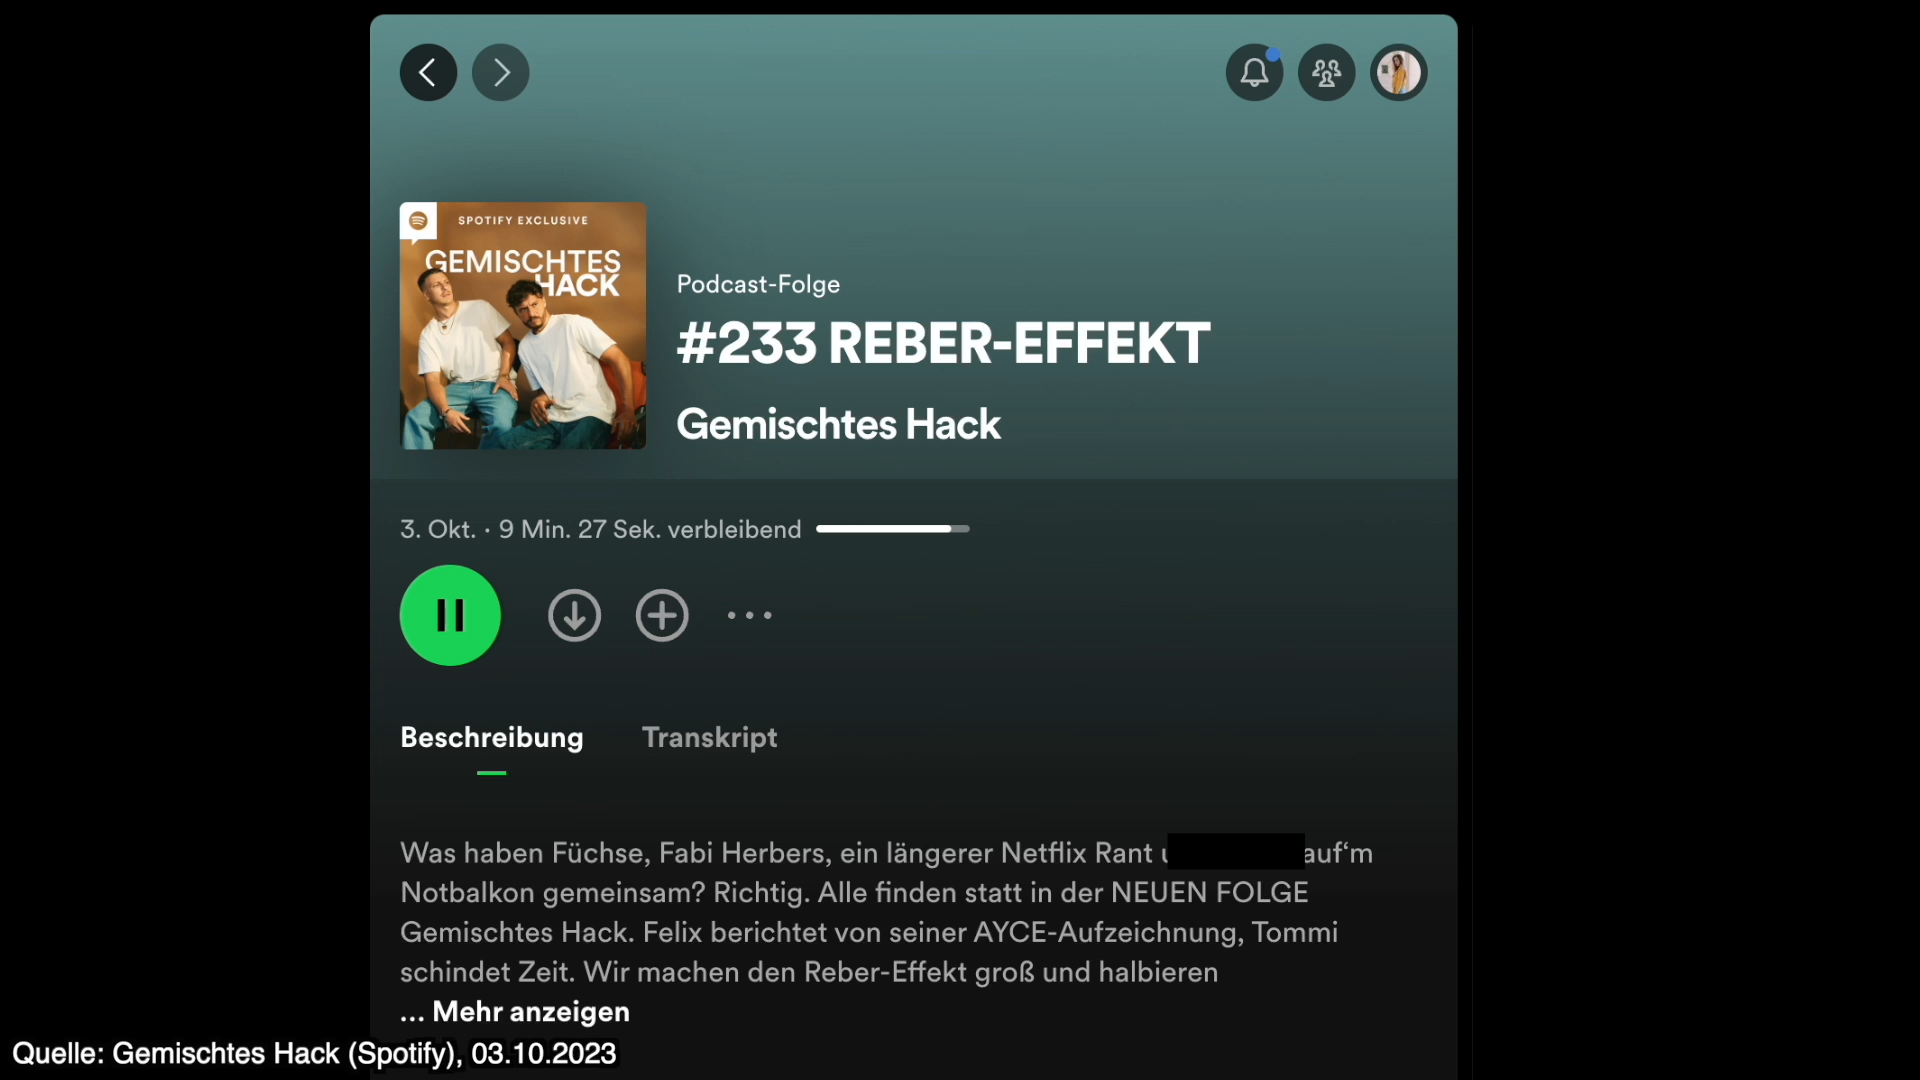 SPOTIFY EXCLUSIVE
GEMISCHTES
HACK
Podcast-Folge
#233 REBER-EFFEKT
Gemischtes Hack
3. Okt. · 9 Min. 27 Sek. verbleibend
Beschreibung
Transkript
Was haben Füchse, Fabi Herbers, ein längerer Netflix Rant auf‘m
Notbalkon gemeinsam? Richtig. Alle finden statt in der NEUEN FOLGE
Gemischtes Hack. Felix berichtet von seiner AYCE-Aufzeichnung, Tommi
schindet Zeit. Wir machen den Reber-Effekt groß und halbieren
... Mehr anzeigen
Quelle: Gemischtes Hack (Spotify), 03.10.2023